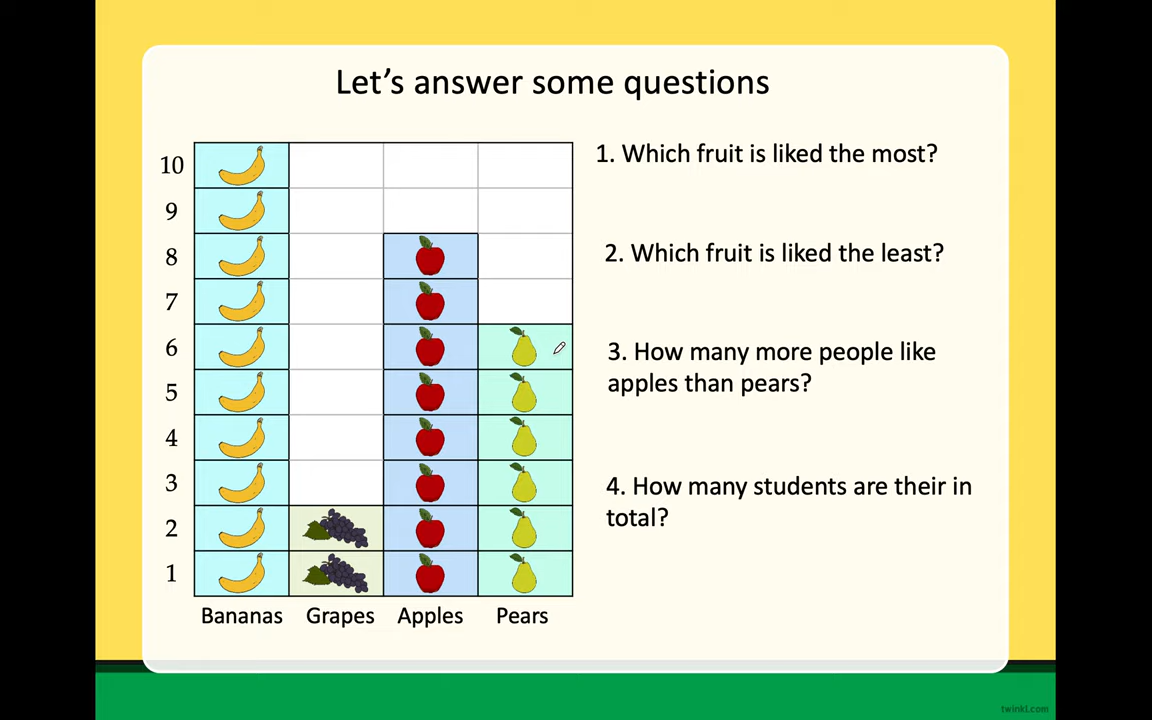 Let's answer some questions
10
9
8
7
6
5
4
3
2
1
Bananas Grapes Apples Pears
1. Which fruit is liked the most?
2. Which fruit is liked the least?
3. How many more people like
apples than pears?
4. How many students are their in
total?
twinkl.com